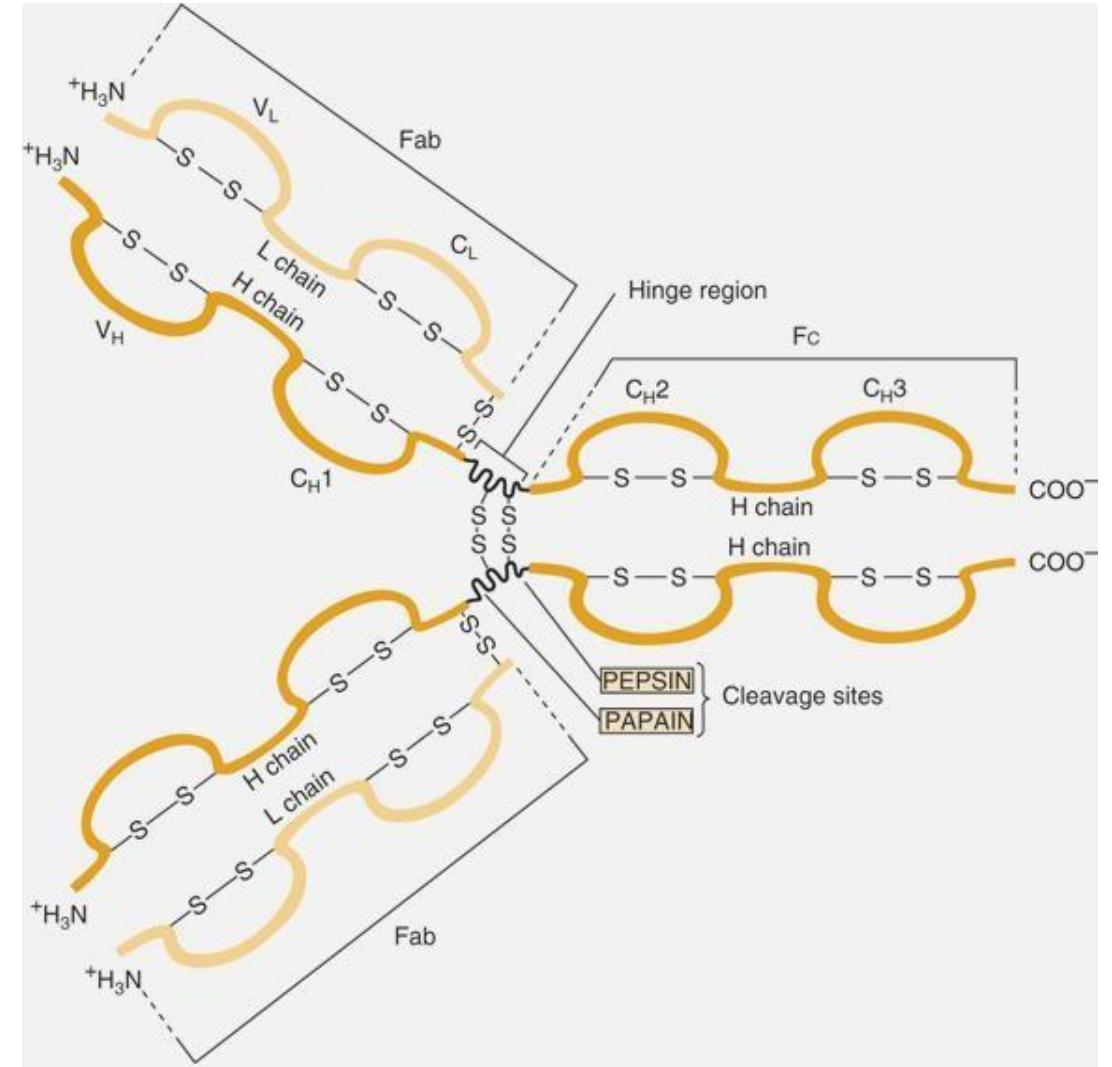 +H3N
VL
Fab
+H3N
S
S
CL
L chain
S
S
H chain
Hinge region
S
S
VH
Fc
S
S
CH2
CH3
S
S
CH1
S
S
S—S
S—S
COO−
H chain
S
S
S
S
H chain
COO−
S—S
S—S
S
S
S
S
PEPSIN
Cleavage sites
PAPAIN
S
S
H chain
L chain
S
S
S
S
+H3N
Fab
+H3N